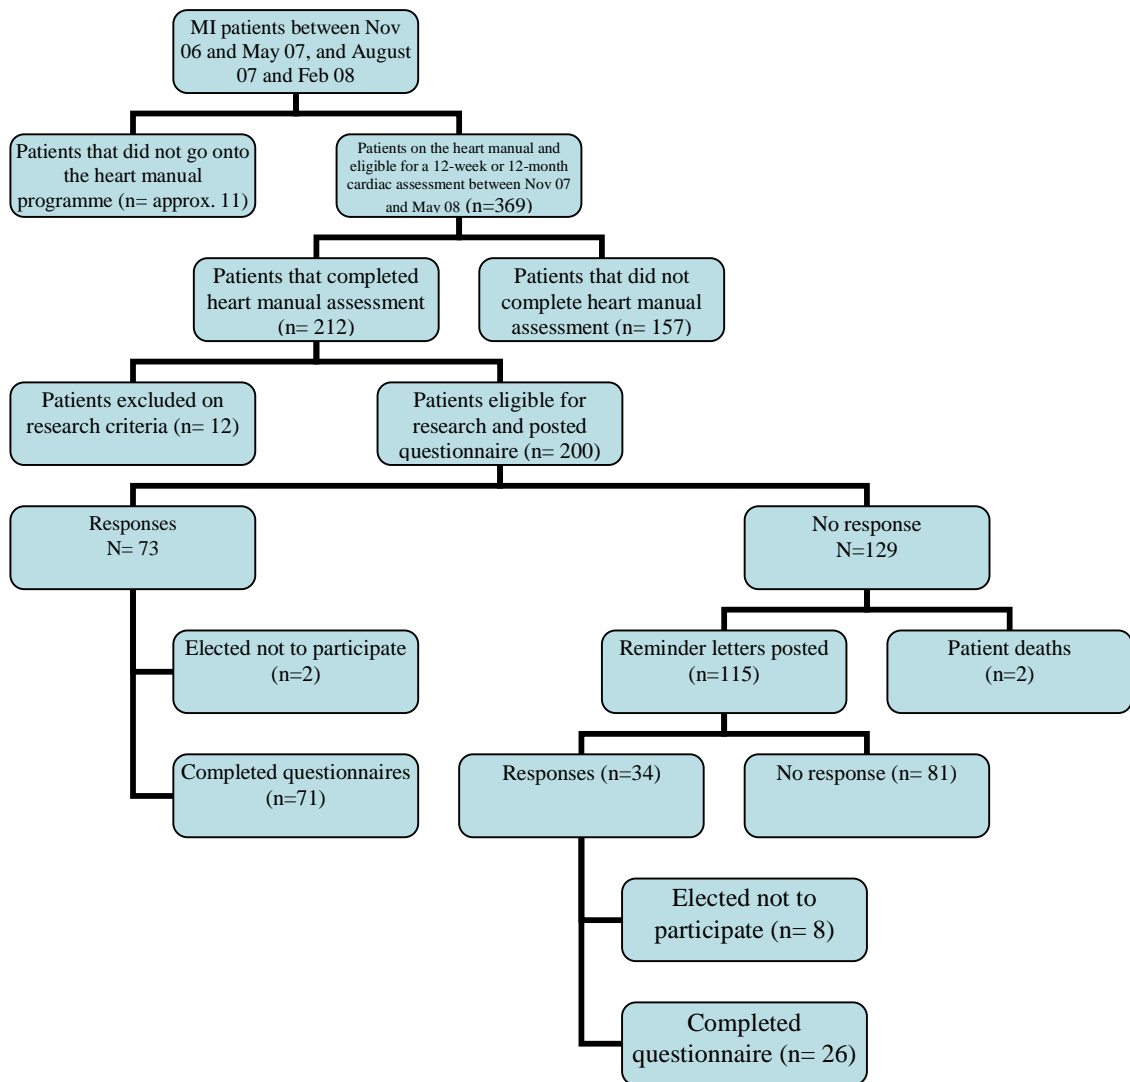 MI patients between Nov
06 and May 07, and August
07 and Feb 08
Patients that did not go onto
the heart manual
programme (n= approx. 11)
Patients on the heart manual and
eligible for a 12-week or 12-month
cardiac assessment between Nov 07
and May 08 (n=369)
Patients that completed
heart manual assessment
(n= 212)
Patients that did not
complete heart manual
assessment (n= 157)
Patients excluded on
research criteria (n= 12)
Patients eligible for
research and posted
questionnaire (n= 200)
Responses
N= 73
No response
N=129
Elected not to participate
(n=2)
Reminder letters posted
(n=115)
Patient deaths
(n=2)
Completed questionnaires
(n=71)
Responses (n=34)
No response (n= 81)
Elected not to
participate (n= 8)
Completed
questionnaire (n= 26)